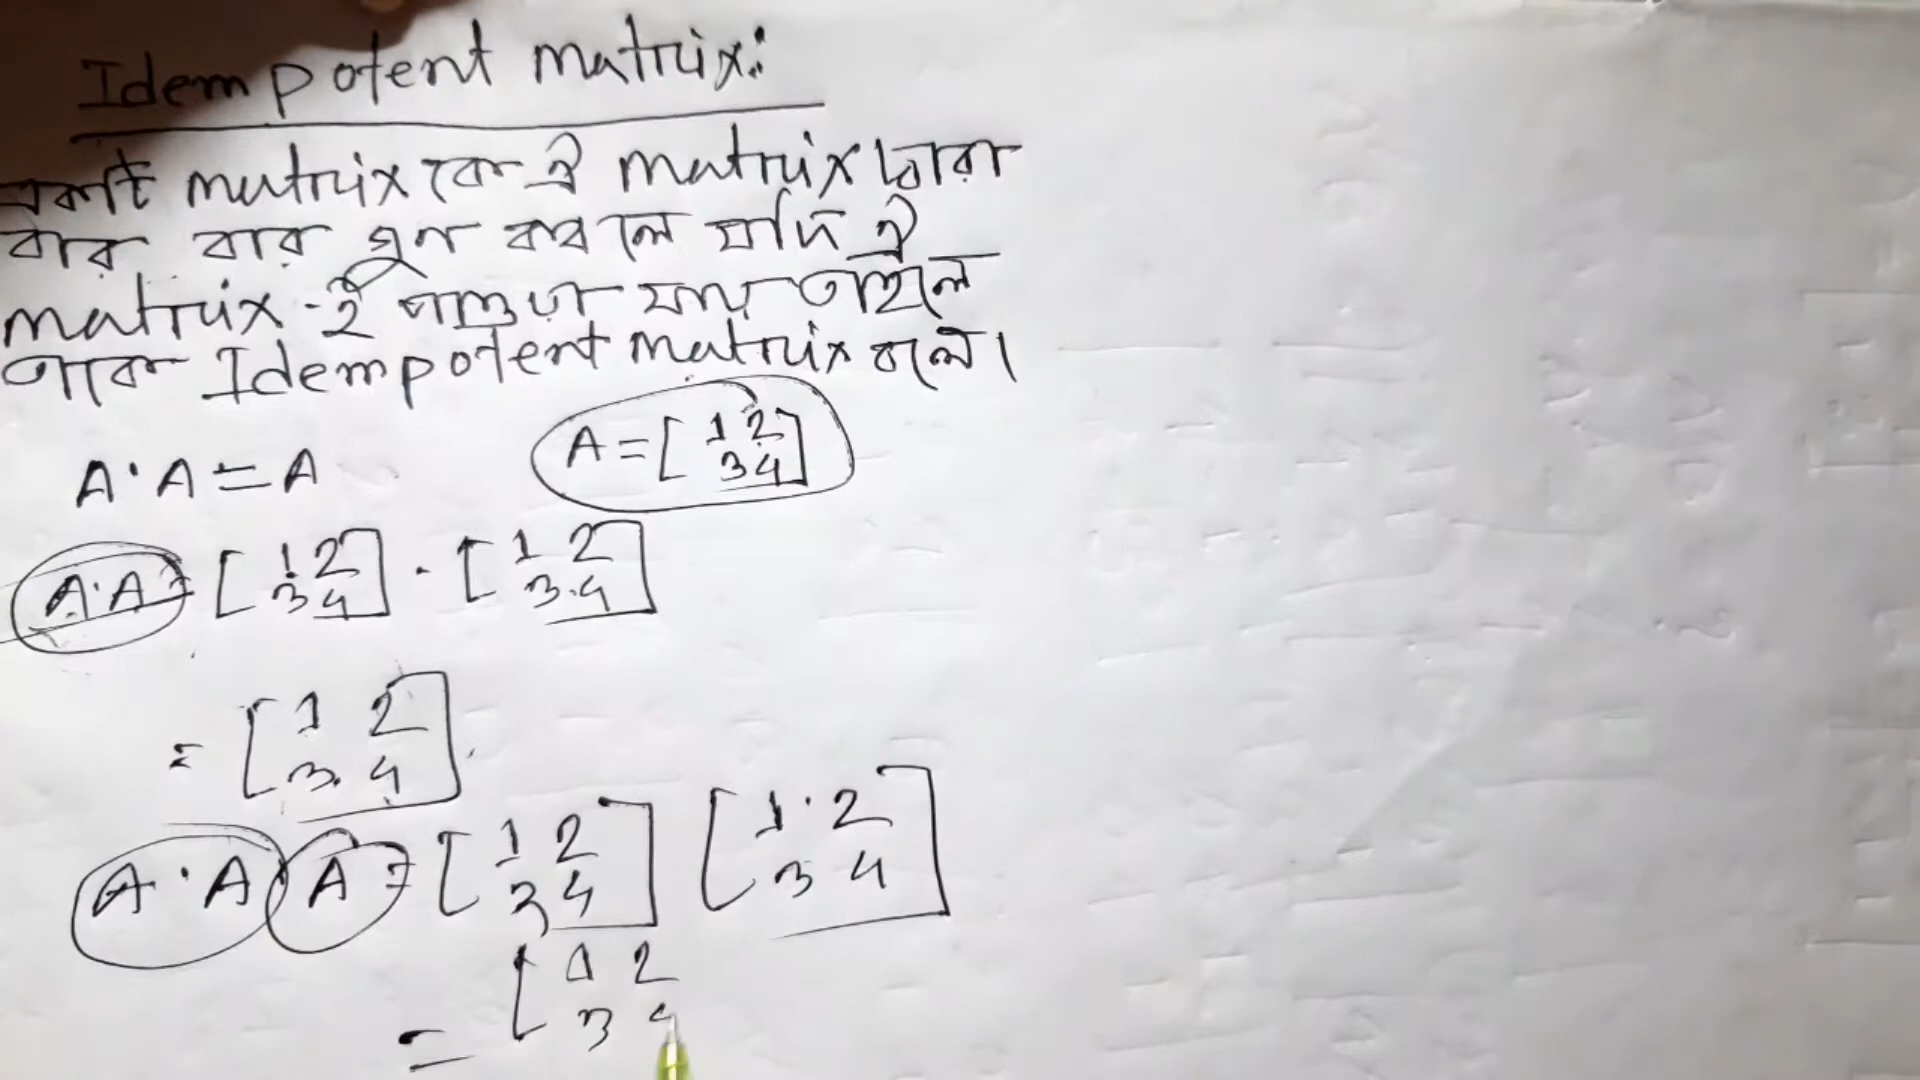 Idempotent matrix:
একটি matrix কে ঐ matrix দ্বারা
বার বার গুণ করলে যদি ঐ
matrix-ই পাওয়া যায় তাহলে
তাকে Idempotent matrix বলে।
A·A=A A=[1 2
3 4]
A·A= [1 2
3 4] · [1 2
3 4]
= [1 2
3 4]
A·A A= [1 2
3 4] [1 2
3 4]
= [1 2
3 4